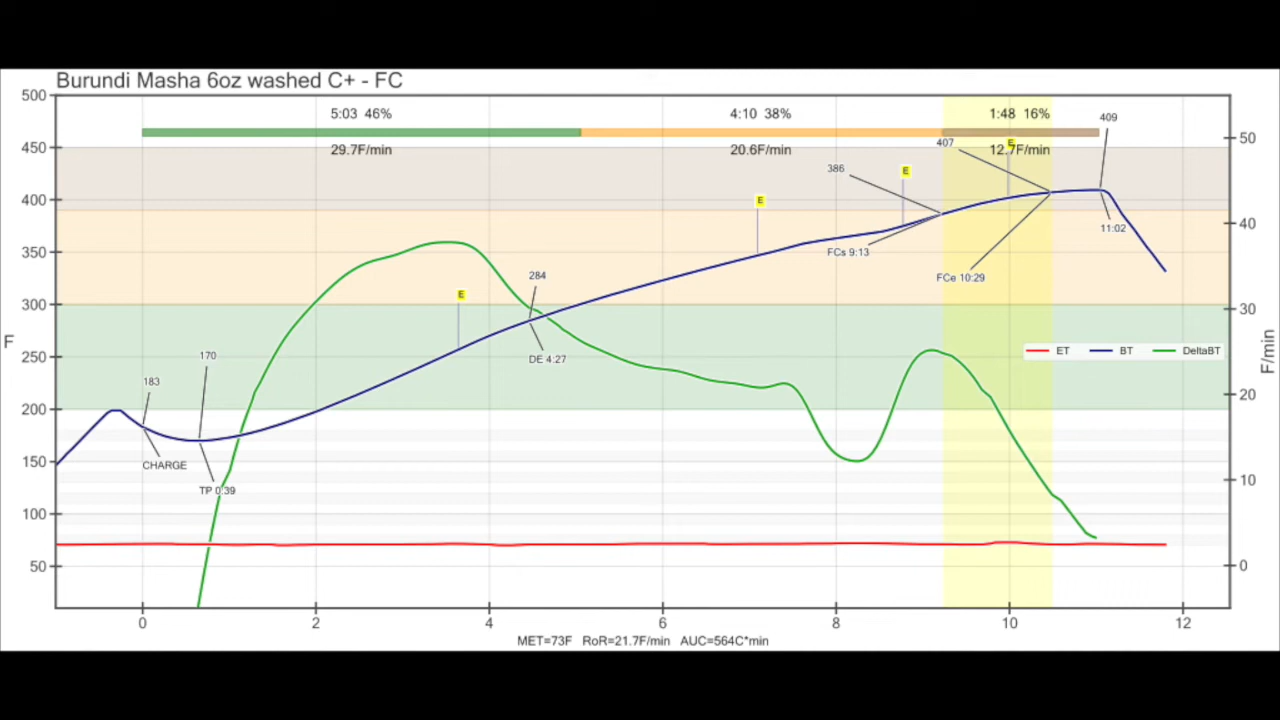 Burundi Masha 6oz washed C+ - FC
500
450
400
350
300
250
200
150
100
50
F
5:03 46%
4:10 38%
1:48 16%
29.7F/min
20.6F/min
12.7F/min
409
407
386
E
E
E
E
FCs 9:13
FCe 10:29
11:02
284
DE 4:27
170
183
CHARGE
TP 0:39
ET
BT
DeltaBT
50
40
30
20
10
0
F/min
0
2
4
6
8
10
12
MET=73F RoR=21.7F/min AUC=564C*min